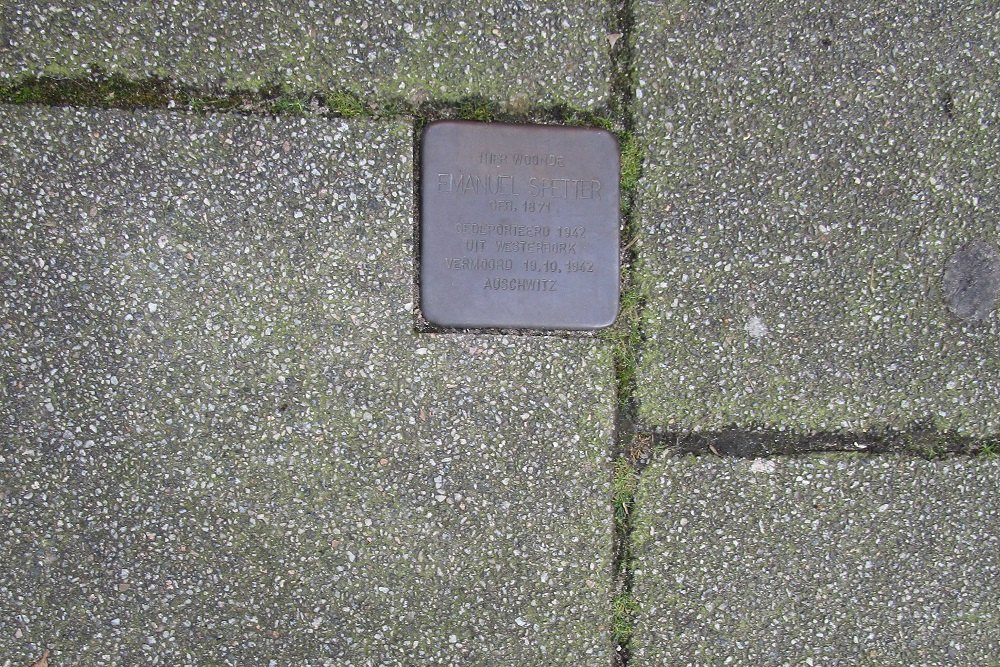 HIER WOONDE
EMANUEL SPETTER
GEB. 1871
GEDEPORTEERD 1942
UIT WESTERBORK
VERMOORD 19.10.1942
AUSCHWITZ